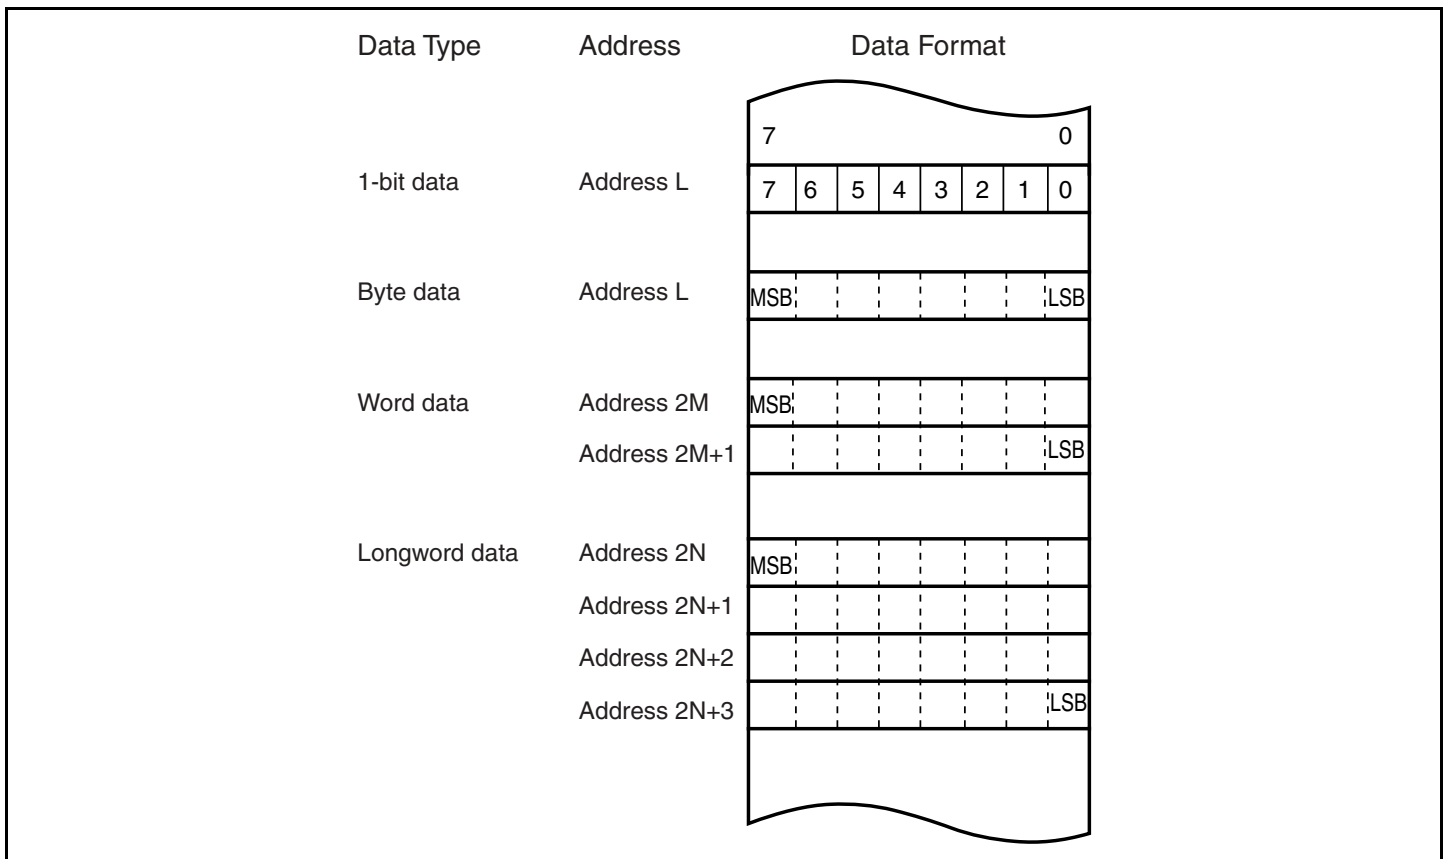 Data Type Address Data Format
7 0
1-bit data Address L 7 6 5 4 3 2 1 0
Byte data Address L MSB LSB
Word data Address 2M MSB
Address 2M+1 LSB
Longword data Address 2N MSB
Address 2N+1
Address 2N+2
Address 2N+3 LSB